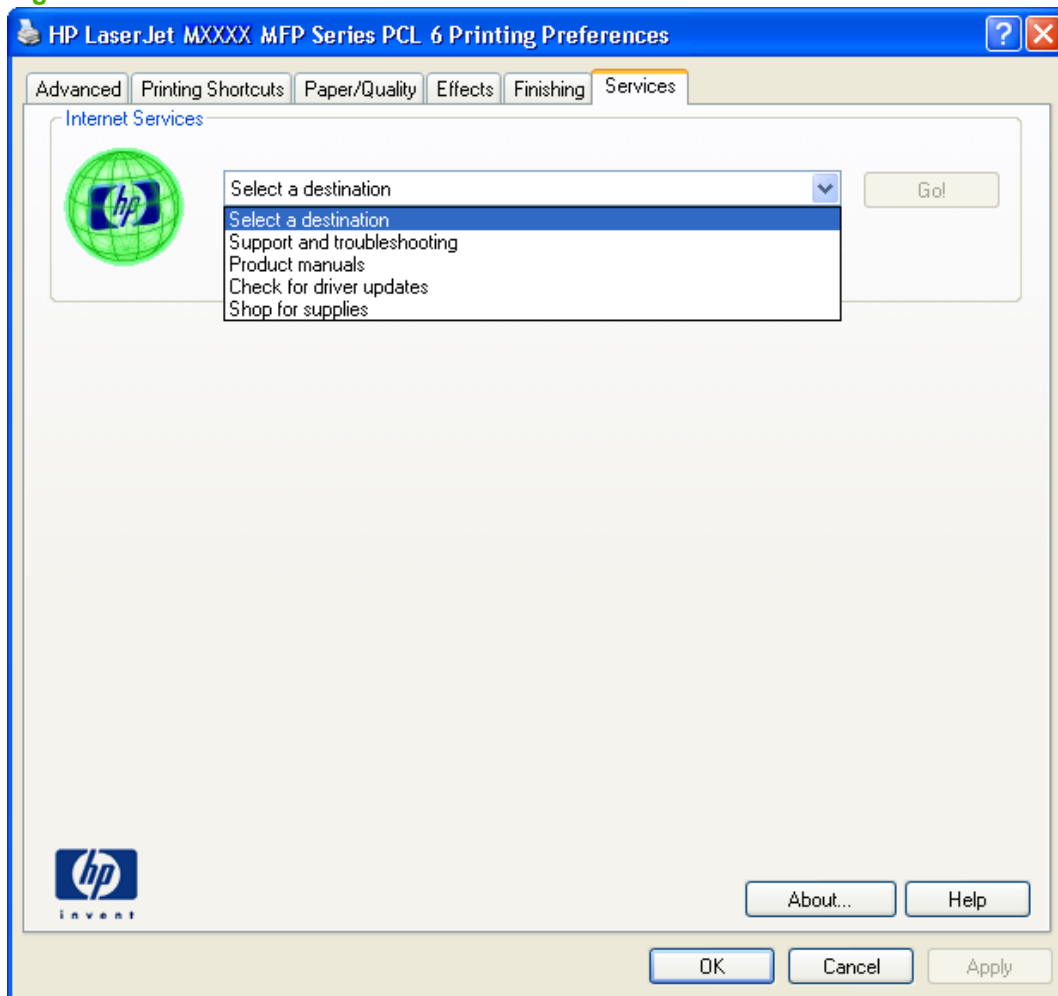 HP LaserJet MXXXX MFP Series PCL 6 Printing Preferences
Advanced Printing Shortcuts Paper/Quality Effects Finishing Services
Internet Services
hp
Select a destination Go!
Select a destination
Support and troubleshooting
Product manuals
Check for driver updates
Shop for supplies
hp
invent
About... Help
OK Cancel Apply